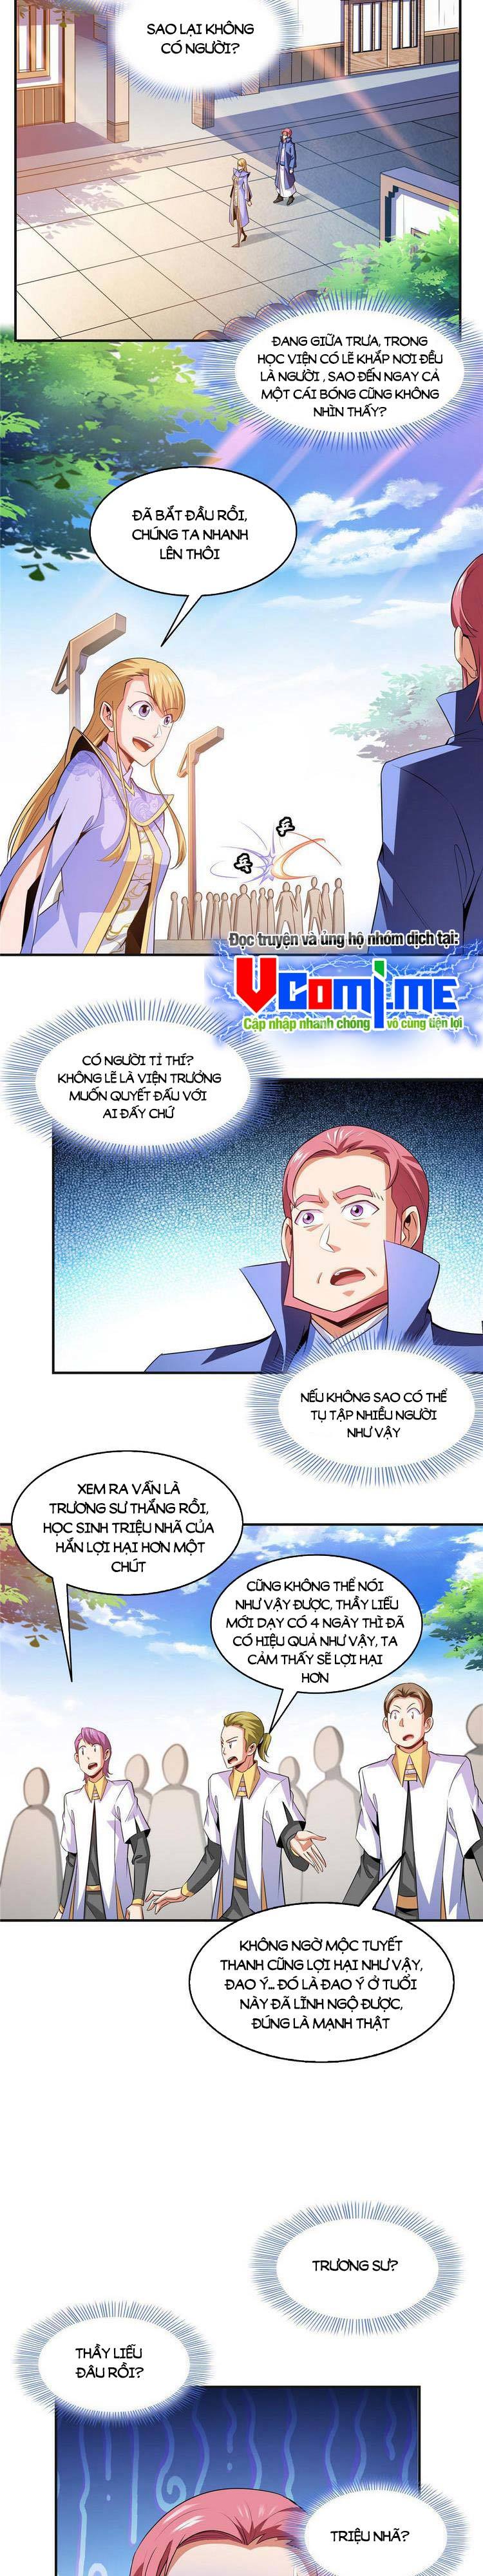 SAO LẠI KHÔNG
CÓ NGƯỜI?
ĐANG GIỮA TRƯA, TRONG
HỌC VIỆN CÓ LẼ KHẮP NƠI ĐỀU
LÀ NGƯỜI , SAO ĐẾN NGAY CẢ
MỘT CÁI BÓNG CŨNG KHÔNG
NHÌN THẤY?
ĐÃ BẮT ĐẦU RỒI,
CHÚNG TA NHANH
LÊN THÔI
乒
乓
Đọc truyện và ủng hộ nhóm dịch tại:
VComi.me
Cập nhập nhanh chóng vô cùng tiện lợi
CÓ NGƯỜI TỈ THÍ?
KHÔNG LẼ LÀ VIỆN TRƯỞNG
MUỐN QUYẾT ĐẤU VỚI
AI ĐẤY CHỨ
NẾU KHÔNG SAO CÓ THỂ
TỤ TẬP NHIỀU NGƯỜI
NHƯ VẬY
XEM RA VẪN LÀ
TRƯƠNG SƯ THẮNG RỒI,
HỌC SINH TRIỆU NHÃ CỦA
HẮN LỢI HẠI HƠN MỘT
CHÚT
CŨNG KHÔNG THỂ NÓI
NHƯ VẬY ĐƯỢC, THẦY LIỄU
MỚI DẠY CÓ 4 NGÀY THÌ ĐÃ
CÓ HIỆU QUẢ NHƯ VẬY, TA
CẢM THẤY SẼ LỢI HẠI
HƠN
KHÔNG NGỜ MỘC TUYẾT
THANH CŨNG LỢI HẠI NHƯ VẬY,
ĐAO Ý... ĐÓ LÀ ĐAO Ý Ở TUỔI
NÀY ĐÃ LĨNH NGỘ ĐƯỢC,
ĐÚNG LÀ MẠNH THẬT
TRƯƠNG SƯ?
THẦY LIỄU
ĐÂU RỒI?
TRIỆU NHÃ?